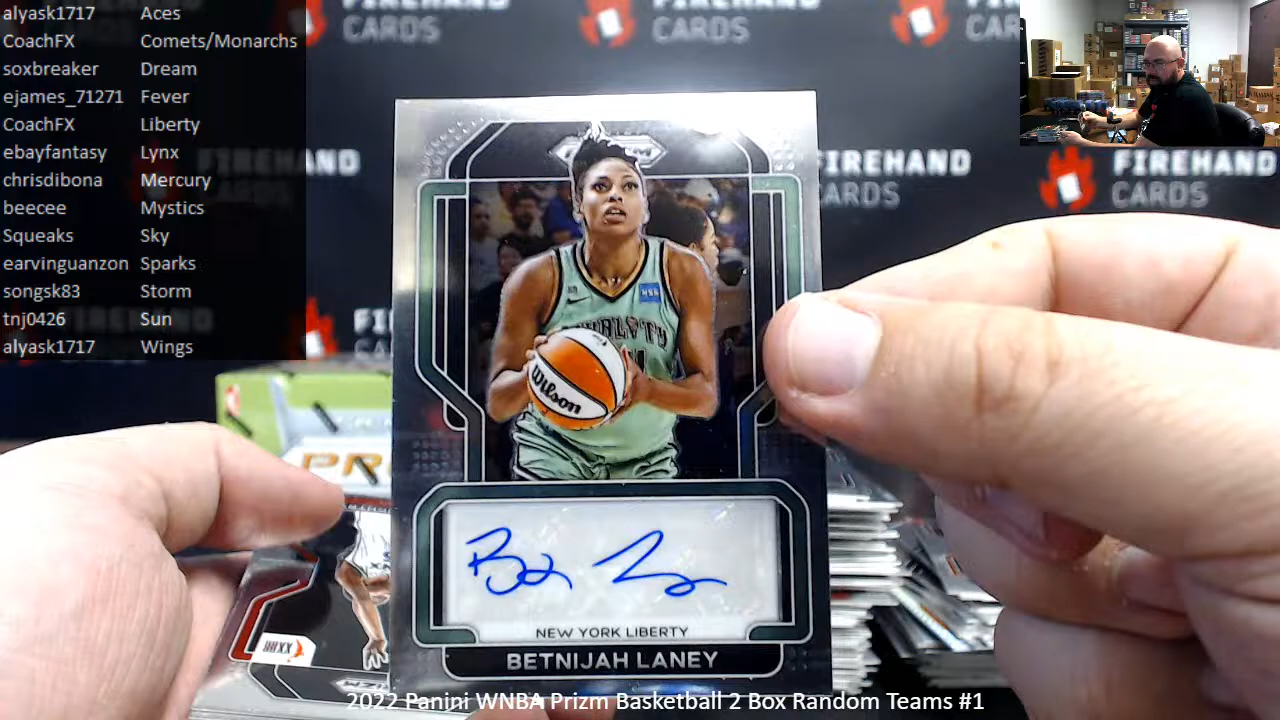 alyask1717 Aces
CoachFX Comets/Monarchs
soxbreaker Dream
ejames_71271 Fever
CoachFX Liberty
ebayfantasy Lynx
chrisdibona Mercury
beecee Mystics
Squeaks Sky
earvinguanzon Sparks
songsk83 Storm
tnj0426 Sun
alyask1717 Wings
FIREHAND
CARDS
CARDS
CARDS
FIREHAND
CARDS
FIREHAND
CARDS
Wilson
NEW YORK LIBERTY
BETNIJAH LANEY
2022 Panini WNBA Prizm Basketball 2 Box Random Teams #1